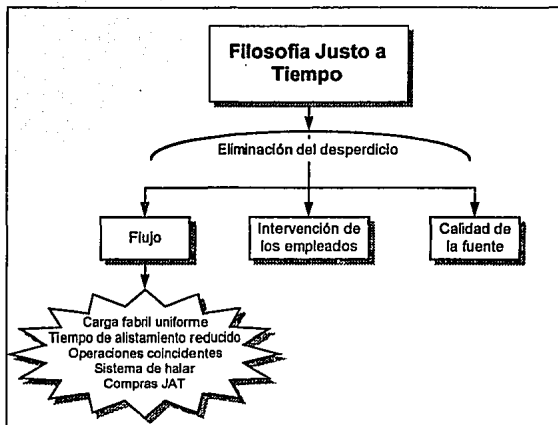 Filosofía Justo a
Tiempo
Eliminación del desperdicio
Flujo
Intervención de
los empleados
Calidad de
la fuente
Carga fabril uniforme
Tiempo de alistamiento reducido
Operaciones coincidentes
Sistema de halar
Compras JAT